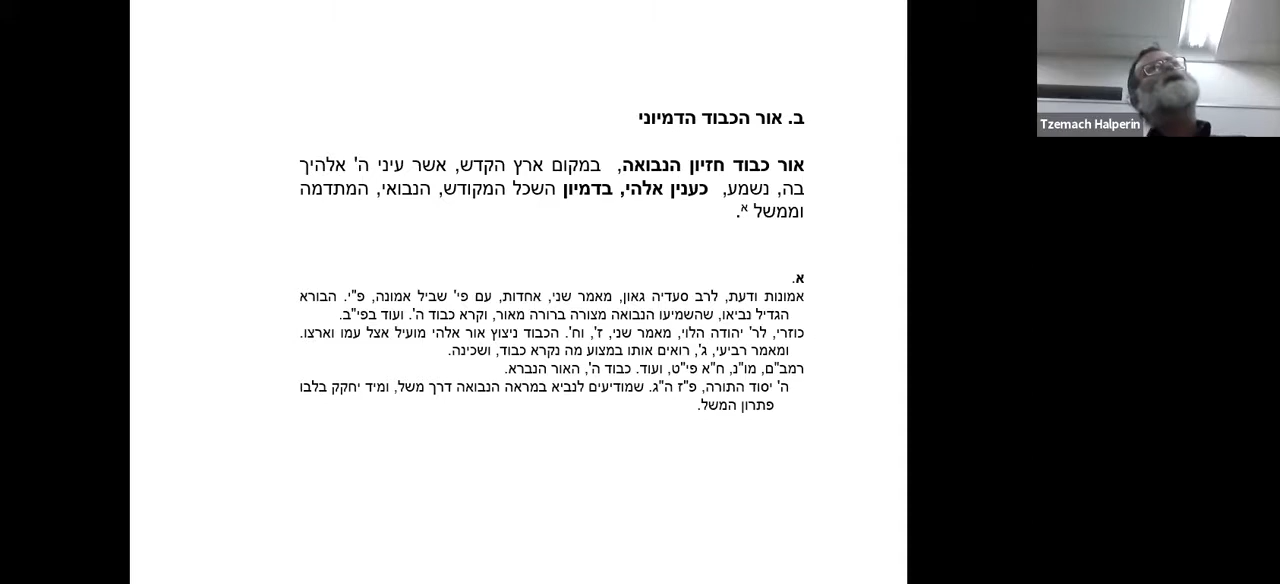 ב. אור הכבוד הדמיוני
אור כבוד חזיון הנבואה, במקום ארץ הקדש, אשר עיני ה' אלהיך
בה, נשמע, כענין אלהי, בדמיון השכל המקודש, הנבואי, המתדמה
וממשל א.
א.
אמונות ודעת, לרב סעדיה גאון, מאמר שני, אחדות, עם פי' שביל אמונה, פ"י. הבורא
הגדיל נביאו, שהשמיעו הנבואה מצורה ברורה מאור, וקרא כבוד ה'. ועוד בפי"ב.
כוזרי, לר' יהודה הלוי, מאמר שני, ז', וח'. הכבוד ניצוץ אור אלהי מועיל אצל עמו וארצו.
ומאמר רביעי, ג', רואים אותו במצוע מה נקרא כבוד, ושכינה.
רמב"ם, מו"נ, ח"א פי"ט, ועוד. כבוד ה', האור הנברא.
ה' יסוד התורה, פ"ז ה"ג. שמודיעים לנביא במראה הנבואה דרך משל, ומיד יחקק בלבו
פתרון המשל.
Tzemach Halperin